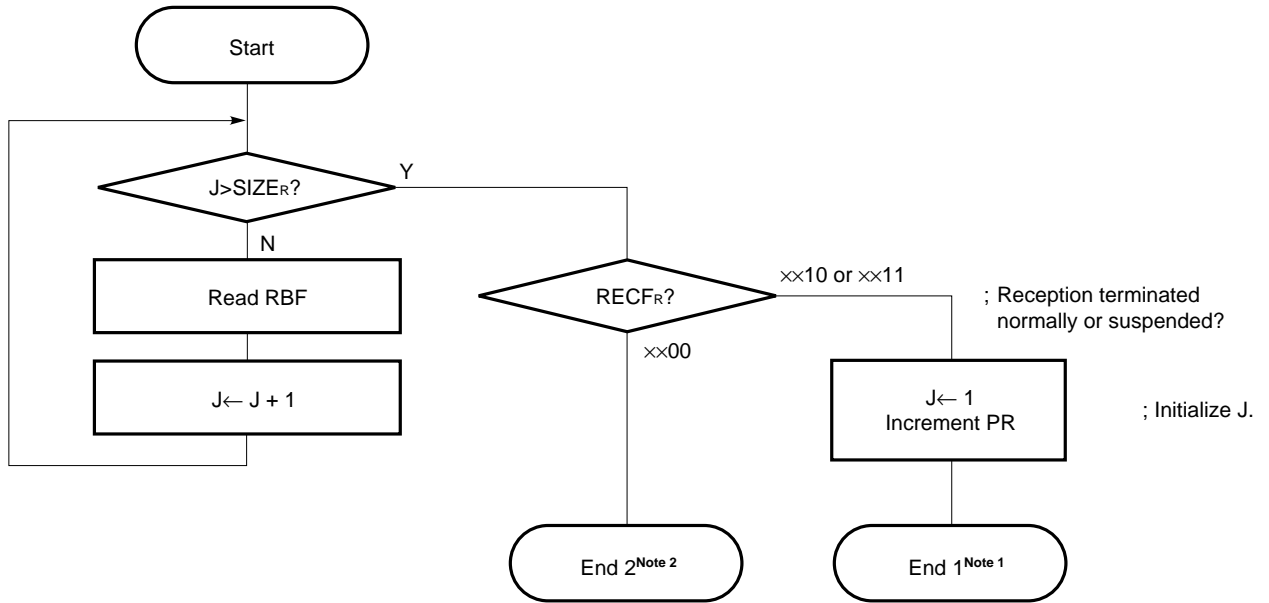 Start
J>SIZER?
Y
N
Read RBF
J← J + 1
RECFR?
××10 or ××11
××00
; Reception terminated
normally or suspended?
J← 1
Increment PR
; Initialize J.
End 2Note 2
End 1Note 1